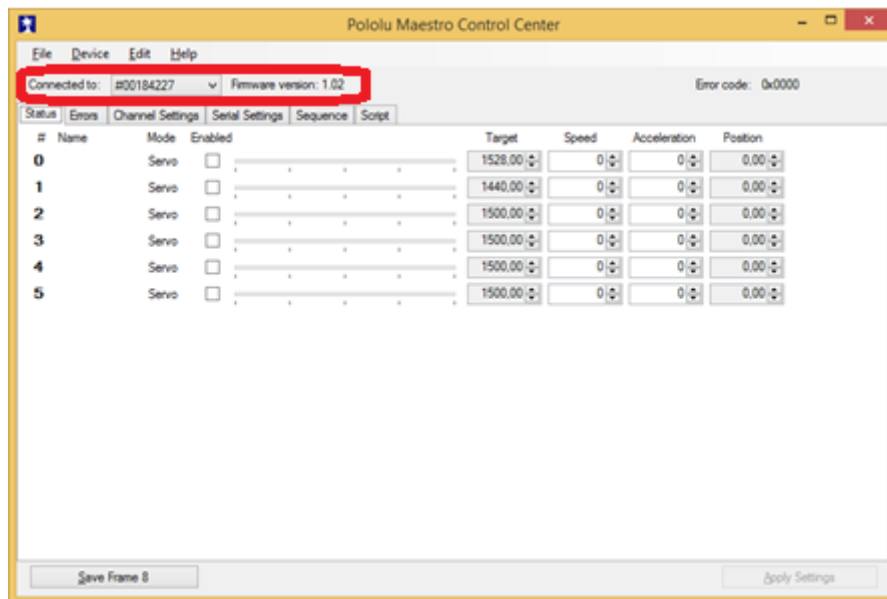 Pololu Maestro Control Center
File Device Edit Help
Connected to: #00184227 Firmware version: 1.02 Error code: 0x0000
Status Errors Channel Settings Serial Settings Sequence Script
# Name Mode Enabled Target Speed Acceleration Position
0 Servo 1528,00 0 0 0,00
1 Servo 1440,00 0 0 0,00
2 Servo 1500,00 0 0 0,00
3 Servo 1500,00 0 0 0,00
4 Servo 1500,00 0 0 0,00
5 Servo 1500,00 0 0 0,00
Save Frame 8 Apply Settings